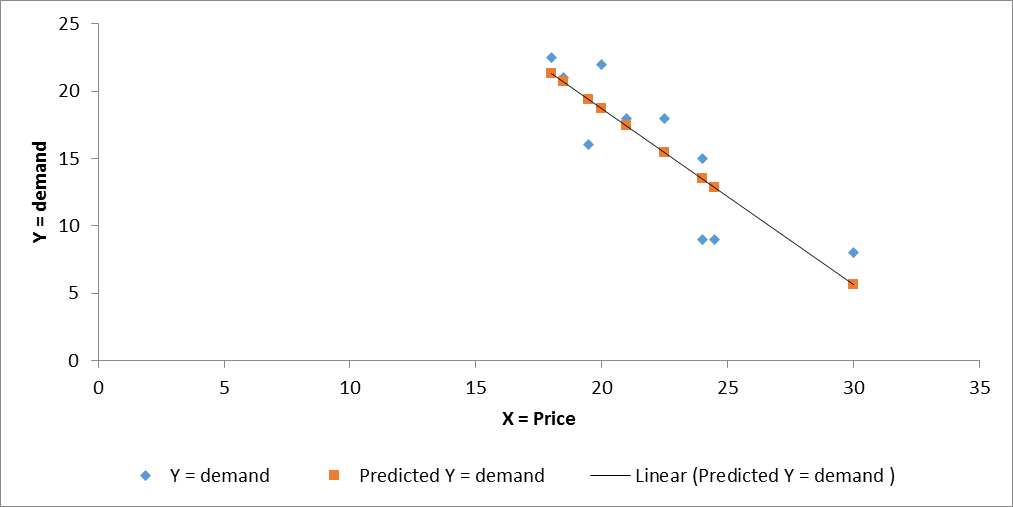 25
20
15
10
5
0
Y = demand
0 5 10 15 20 25 30 35
X = Price
Y = demand Predicted Y = demand Linear (Predicted Y = demand )